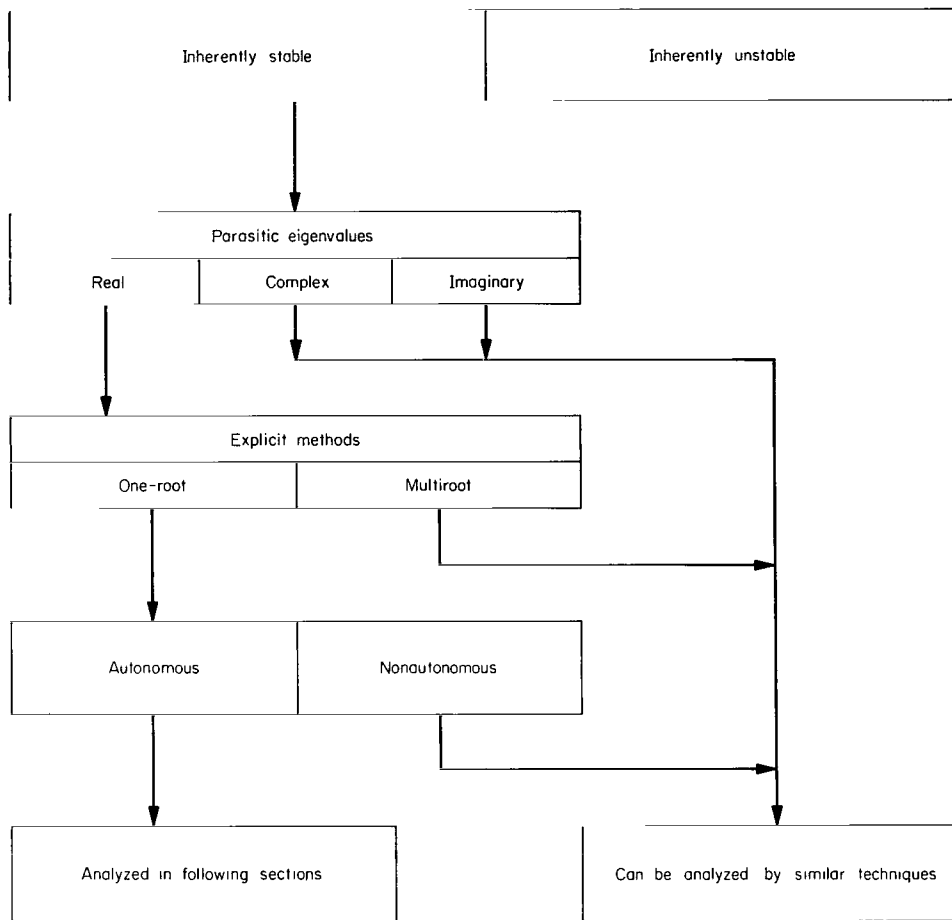 Inherently stable
Inherently unstable
Parasitic eigenvalues
Real
Complex
Imaginary
Explicit methods
One-root
Multiroot
Autonomous
Nonautonomous
Analyzed in following sections
Can be analyzed by similar techniques